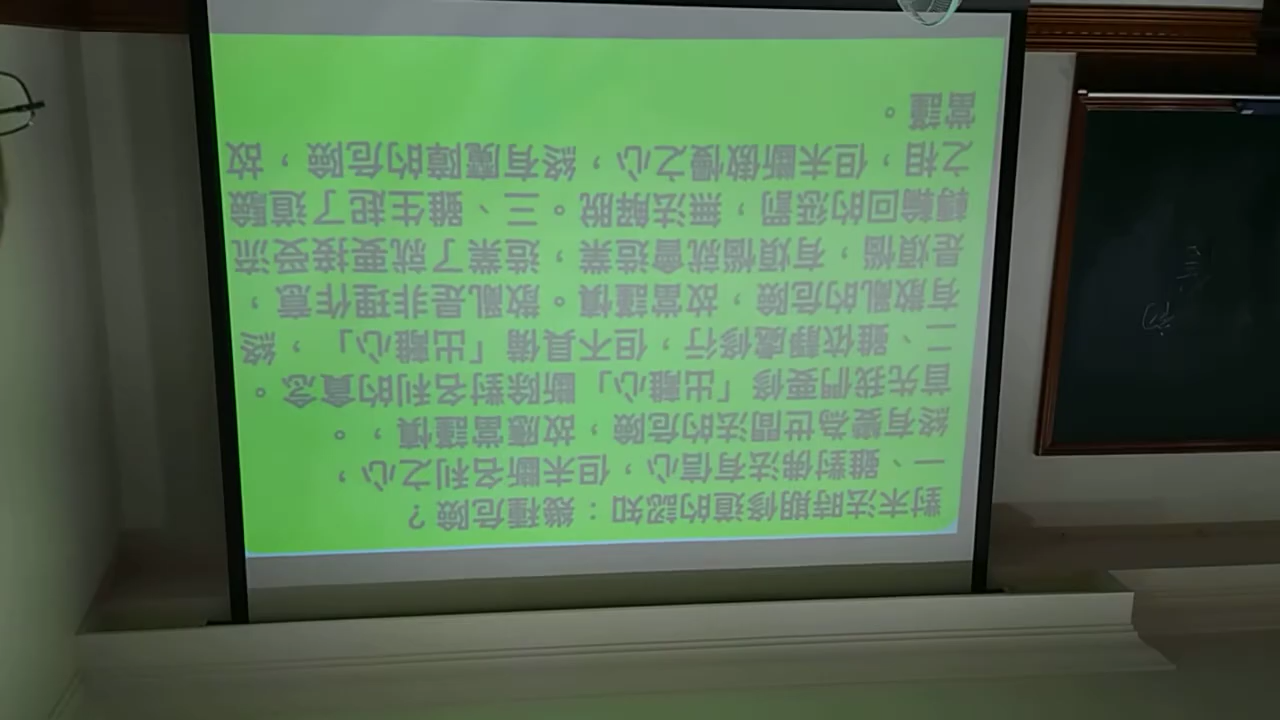 對末法時期修道的認知：幾種危險？
一、雖對佛法有信心，但未斷名利之心，
終有變為世間法的危險，故應當謹慎，。
首先我們要修「出離心」斷除對名利的貪念。
二、雖依靜處修行，但不具備「出離心」，終
有散亂的危險，故當謹慎。散亂是非理作意，
是煩惱，有煩惱就會造業，造業了就要接受流
轉輪回的惩罰，無法解脫。三、雖生起了道驗
之相，但未斷傲慢之心，終有魔障的危險，故
當謹。